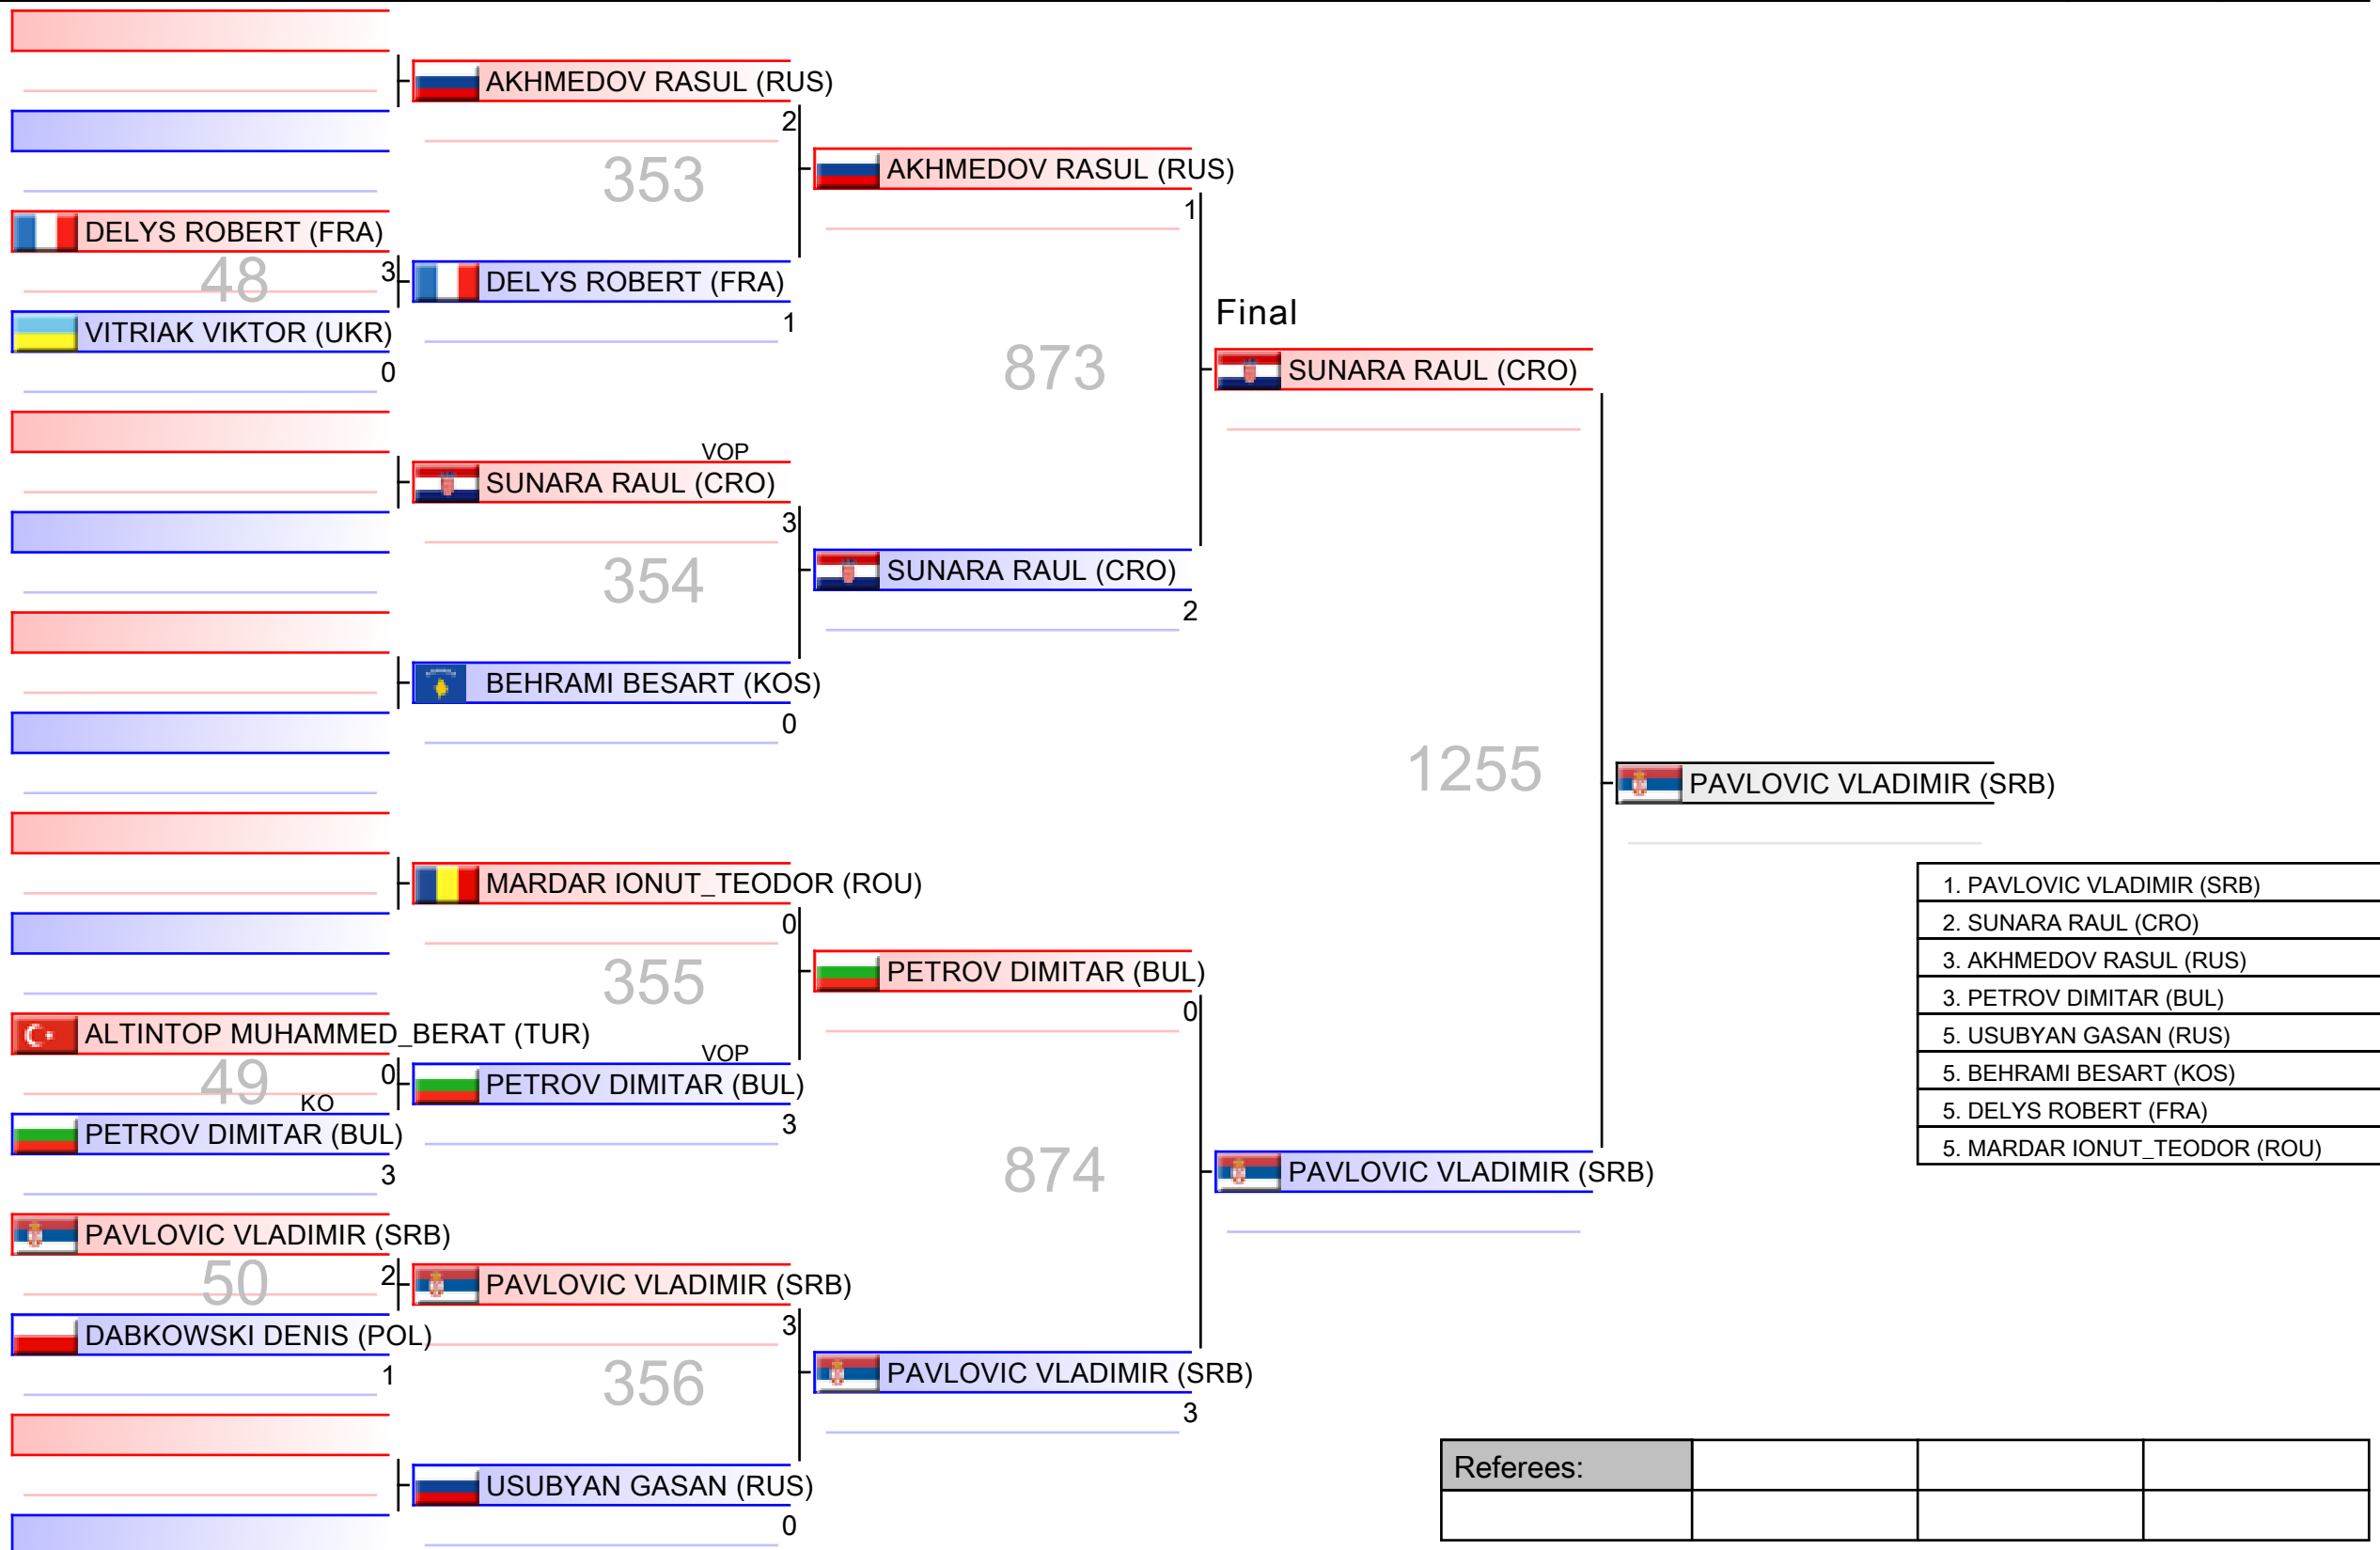 AKHMEDOV RASUL (RUS)
2
353
AKHMEDOV RASUL (RUS)
1
DELYS ROBERT (FRA)
48
3
DELYS ROBERT (FRA)
1
VITRIAK VIKTOR (UKR)
0
873
Final
SUNARA RAUL (CRO)
VOP
SUNARA RAUL (CRO)
3
354
SUNARA RAUL (CRO)
2
BEHRAMI BESART (KOS)
0
1255
PAVLOVIC VLADIMIR (SRB)
MARDAR IONUT_TEODOR (ROU)
0
355
PETROV DIMITAR (BUL)
0
ALTINTOP MUHAMMED_BERAT (TUR)
49
0
KO
VOP
PETROV DIMITAR (BUL)
3
PETROV DIMITAR (BUL)
3
874
PAVLOVIC VLADIMIR (SRB)
PAVLOVIC VLADIMIR (SRB)
50
2
PAVLOVIC VLADIMIR (SRB)
3
DABKOWSKI DENIS (POL)
1
356
PAVLOVIC VLADIMIR (SRB)
3
USUBYAN GASAN (RUS)
0
1. PAVLOVIC VLADIMIR (SRB)
2. SUNARA RAUL (CRO)
3. AKHMEDOV RASUL (RUS)
3. PETROV DIMITAR (BUL)
5. USUBYAN GASAN (RUS)
5. BEHRAMI BESART (KOS)
5. DELYS ROBERT (FRA)
5. MARDAR IONUT_TEODOR (ROU)
Referees: